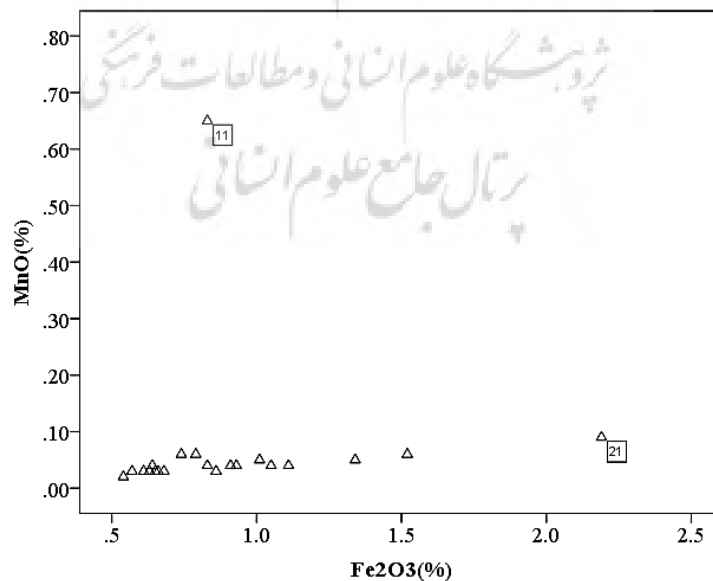 .80
پژوهشگاه علوم انسانی و مطالعات فرهنگی
.70
11
.60
پرتال جامع علوم انسانی
.50
MnO(%)
.40
.30
.20
.10
21
.00
.5 1.0 1.5 2.0 2.5
Fe2O3(%)